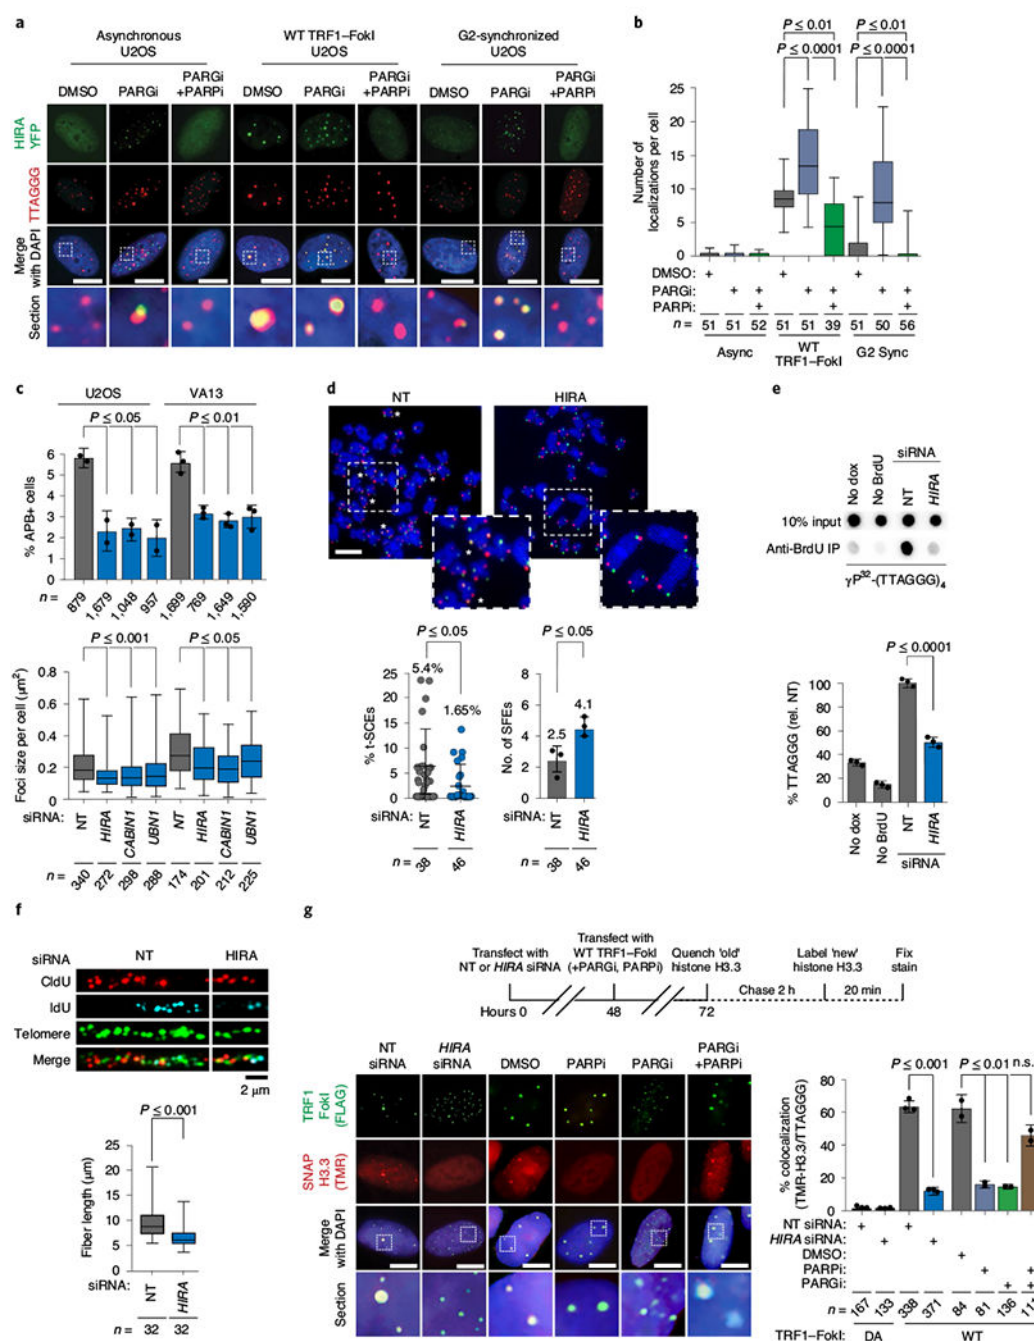 a
Asynchronous U2OS
WT TRF1–FokI U2OS
G2-synchronized U2OS
DMSO PARGi PARGi +PARPi DMSO PARGi PARGi +PARPi DMSO PARGi PARGi +PARPi
HIRA YFP
TTAGGG
Merge with DAPI
Section
b
P ≤ 0.01 P ≤ 0.01
P ≤ 0.0001 P ≤ 0.0001
Number of localizations per cell
25
20
15
10
5
0
DMSO: + + +
PARGi: + + + + + +
PARPi: + + +
n = 51 51 52 51 51 39 51 50 56
Async WT TRF1–FokI G2 Sync
c
U2OS VA13
P ≤ 0.05 P ≤ 0.01
% APB+ cells
6
5
4
3
2
1
0
n = 879 1,679 1,048 957 1,699 769 1,649 1,580
P ≤ 0.001 P ≤ 0.05
Foci size per cell (μm²)
0.8
0.6
0.4
0.2
0
siRNA: NT HIRA CABIN1 UBN1 NT HIRA CABIN1 UBN1
n = 340 272 298 288 174 201 212 225
d
NT HIRA
P ≤ 0.05
% t-SCEs
25
20
15
10
5
0
5.4%
1.65%
siRNA: NT HIRA
n = 38 46
P ≤ 0.05
No. of SFEs
8
6
4
2
0
2.5
4.1
siRNA: NT HIRA
n = 38 46
e
siRNA
No dox No BrdU NT HIRA
10% input
Anti-BrdU IP
γP³²-(TTAGGG)₄
P ≤ 0.0001
% TTAGGG (rel. NT)
100
80
60
40
20
0
No dox No BrdU NT HIRA
siRNA
f
siRNA NT HIRA
CldU
IdU
Telomere
Merge
2 μm
P ≤ 0.001
Fiber length (μm)
25
20
15
10
5
0
siRNA: NT HIRA
n = 32 32
g
Transfect with NT or HIRA siRNA
Transfect with WT TRF1–FokI (+PARGi, PARPi)
Quench 'old' histone H3.3
Label 'new' histone H3.3
Fix stain
Chase 2 h 20 min
Hours 0 48 72
NT siRNA HIRA siRNA DMSO PARPi PARGi PARGi +PARPi
TRF1 FokI (FLAG)
SNAP H3.3 (TMR)
Merge with DAPI
Section
P ≤ 0.001 P ≤ 0.01 n.s.
% colocalization (TMR-H3.3/TTAGGG)
80
60
40
20
0
NT siRNA: + +
HIRA siRNA: + +
DMSO: +
PARPi: + +
PARGi: + +
n = 167 133 338 371 84 81 136 111
TRF1–FokI: DA WT